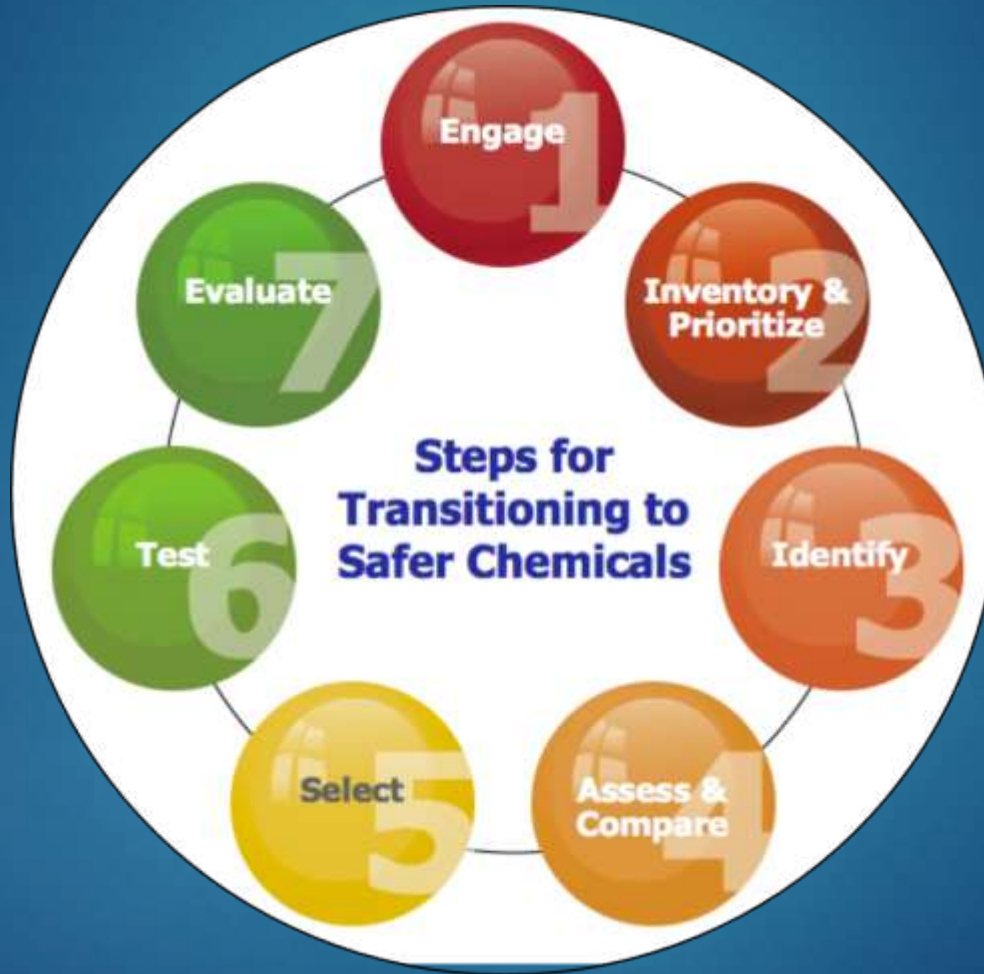 Steps for
Transitioning to
Safer Chemicals
1
Engage
2
Inventory &
Prioritize
3
Identify
4
Assess &
Compare
5
Select
6
Test
7
Evaluate